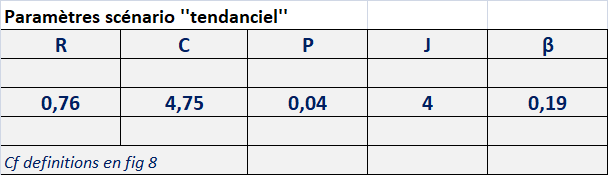 Paramètres scénario ''tendanciel''
R C P J β
0,76 4,75 0,04 4 0,19
Cf definitions en fig 8